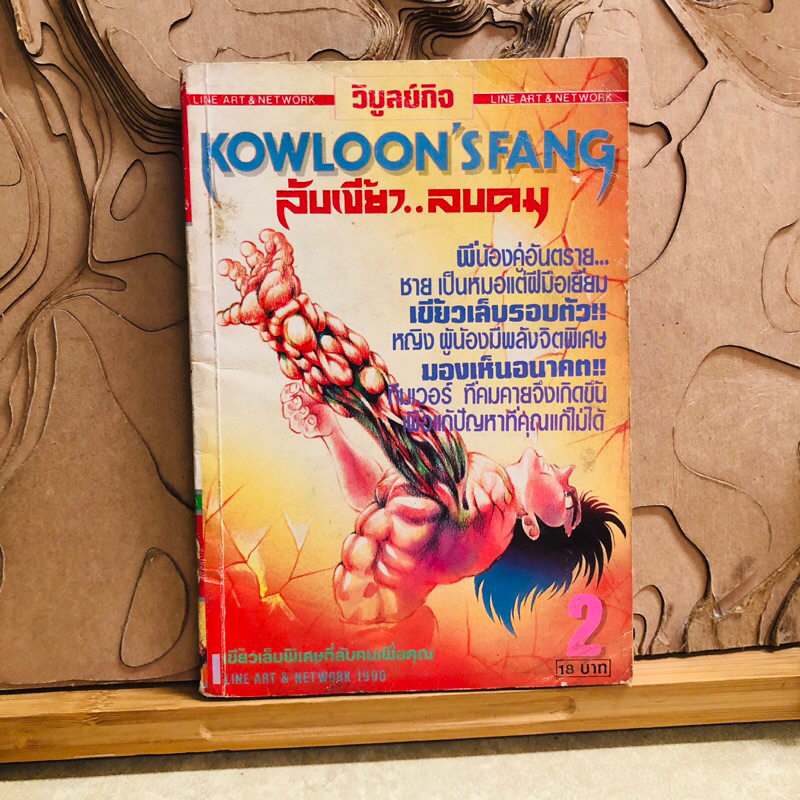 LINE ART & NETWORK วิบูลย์กิจ LINE ART & NETWORK
KOWLOON'S FANG
ลับเขี้ยว..ลบคม
พี่น้องคู่อันตราย...
ชาย เป็นหมอแต่ฝีมือเยี่ยม
เขี้ยวเล็บรอบตัว!!
หญิง ผู้น้องมีพลังจิตพิเศษ
มองเห็นอนาคต!!
ทีมเวอร์ ที่คมคายจึงเกิดขึ้น
เพื่อแก้ปัญหาที่คุณแก้ไม่ได้
2
18 บาท
เขี้ยวเล็บพิเศษที่ลับคมเพื่อคุณ
LINE ART & NETWORK 1990